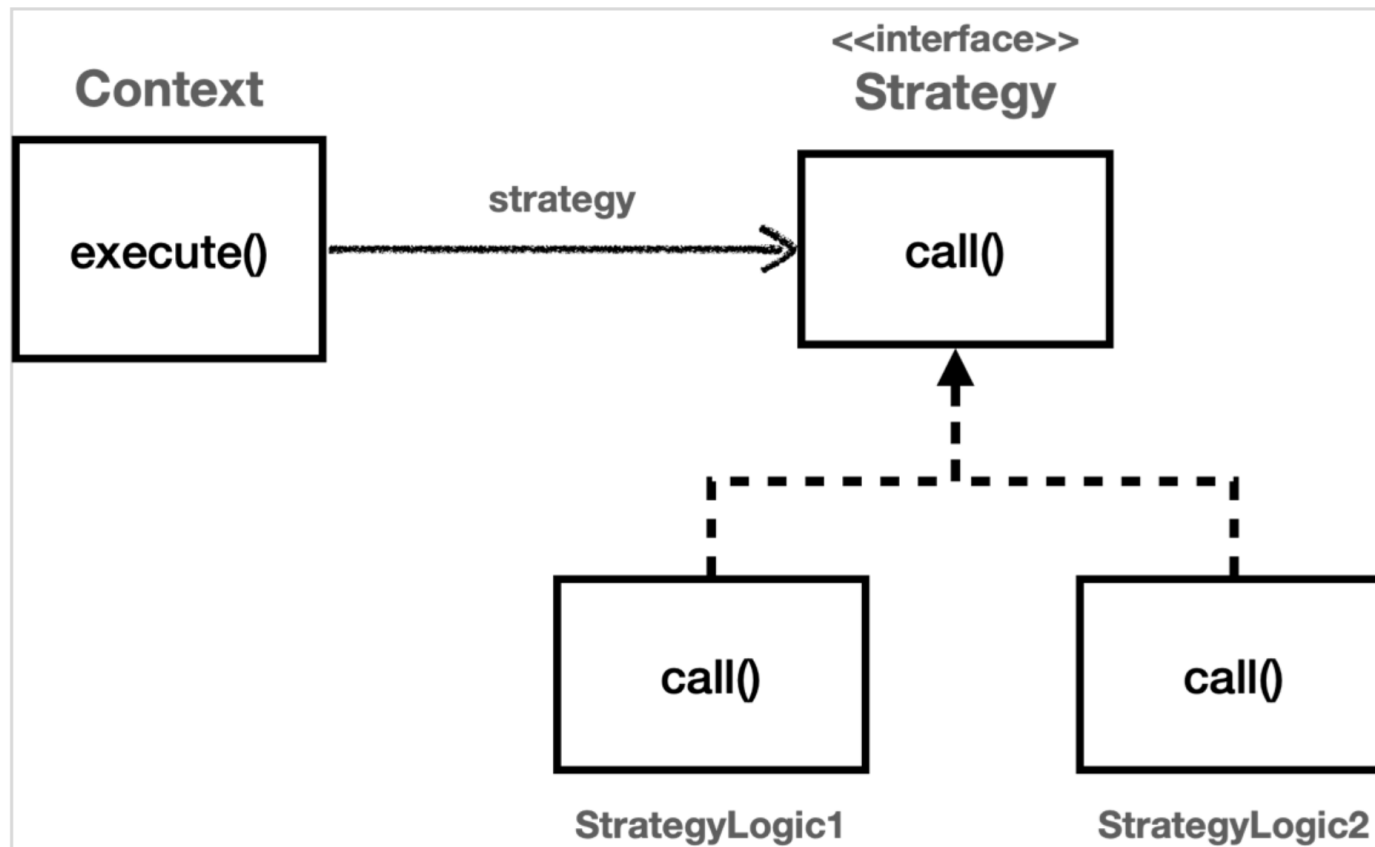 <<interface>>
Context
Strategy
execute()
strategy
call()
call()
call()
StrategyLogic1
StrategyLogic2